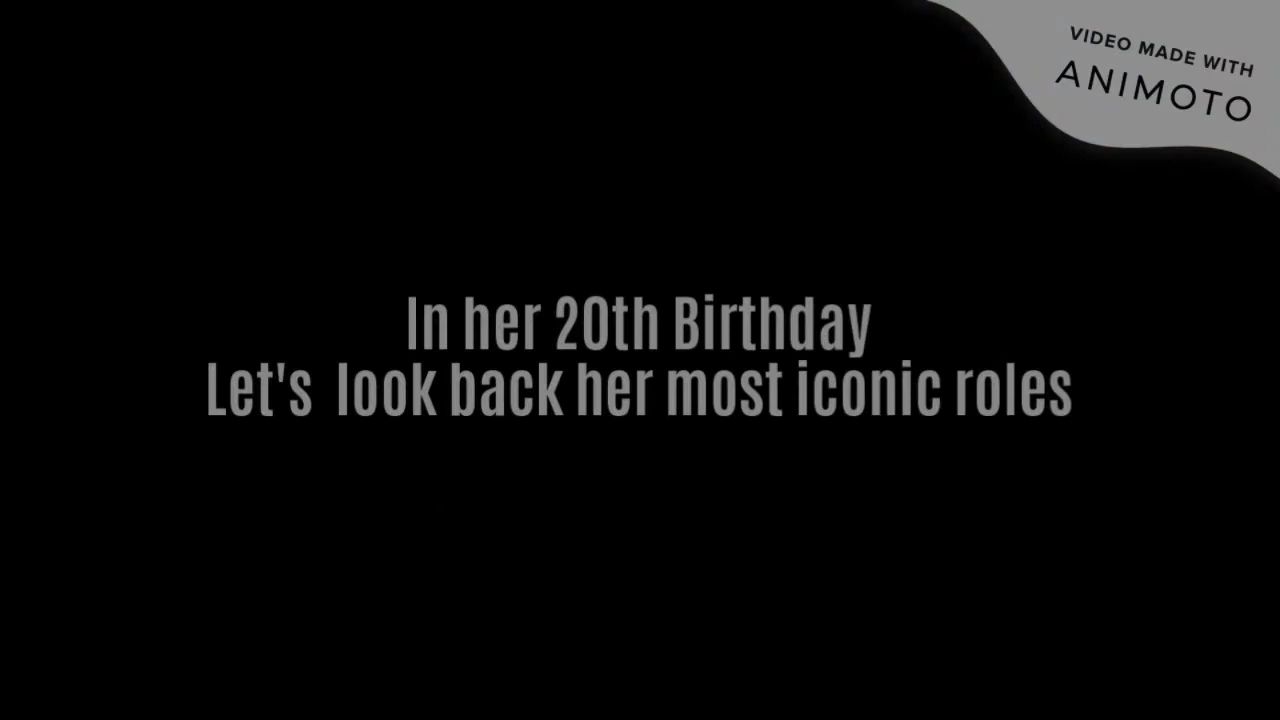 VIDEO MADE WITH
ANIMOTO
In her 20th Birthday
Let's  look back her most iconic roles